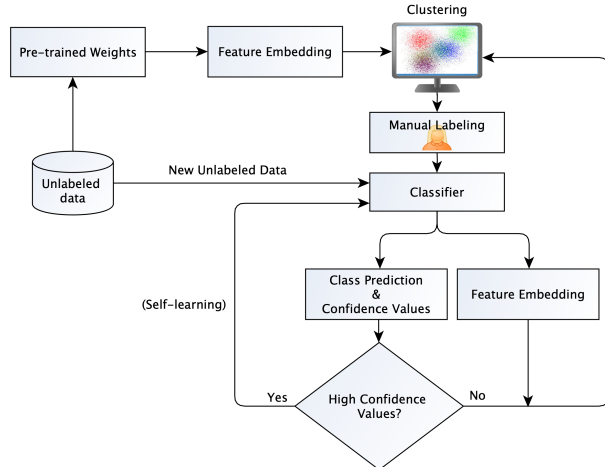 Clustering
Pre-trained Weights
Feature Embedding
Manual Labeling
New Unlabeled Data
Unlabeled
data
Classifier
Class Prediction
&
Confidence Values
Feature Embedding
(Self-learning)
Yes
High Confidence
Values?
No